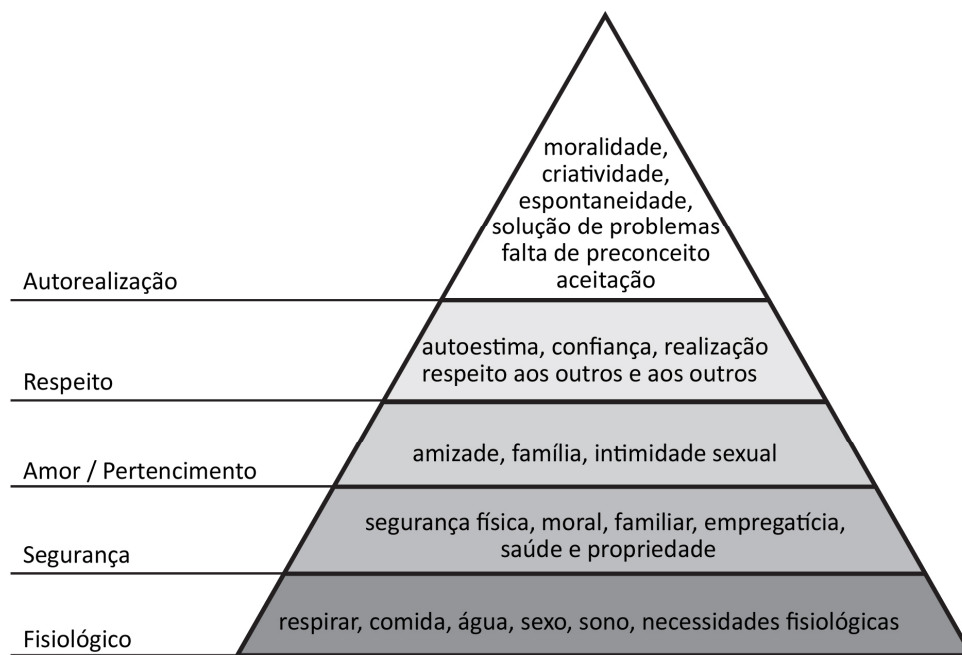 moralidade,
criatividade,
espontaneidade,
solução de problemas
falta de preconceito
aceitação
Autorealização
autoestima, confiança, realização
respeito aos outros e aos outros
Respeito
amizade, família, intimidade sexual
Amor / Pertencimento
segurança física, moral, familiar, empregatícia,
saúde e propriedade
Segurança
respirar, comida, água, sexo, sono, necessidades fisiológicas
Fisiológico